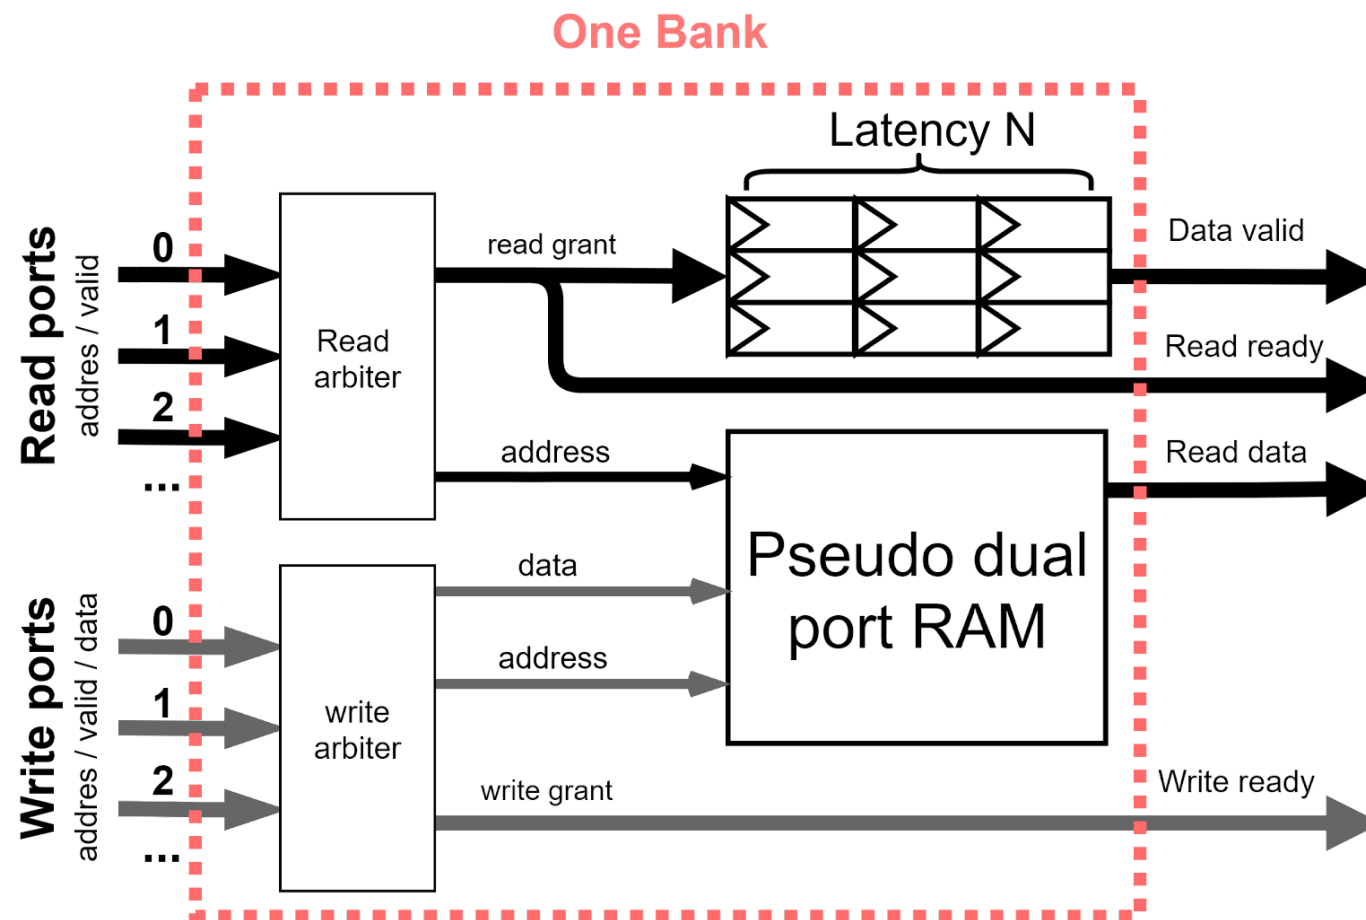 One Bank
Latency N
Read ports
addres / valid
0
1
2
...
Read
arbiter
read grant
address
Data valid
Read ready
Read data
Pseudo dual
port RAM
Write ports
addres / valid / data
0
1
2
...
write
arbiter
data
address
write grant
Write ready